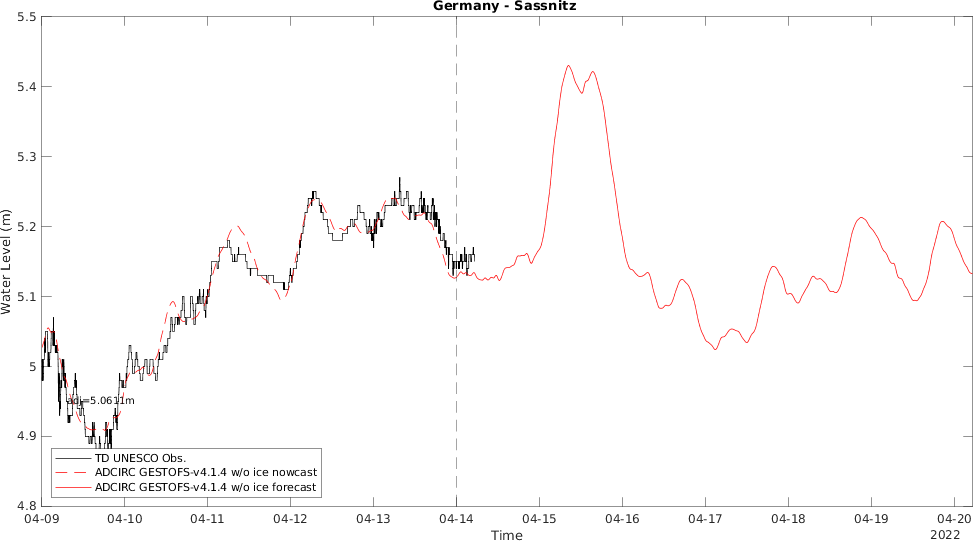 Germany - Sassnitz
5.5
5.4
5.3
5.2
5.1
5
4.9
4.8
Water Level (m)
adj=5.0611m
TD UNESCO Obs.
ADCIRC GESTOFS-v4.1.4 w/o ice nowcast
ADCIRC GESTOFS-v4.1.4 w/o ice forecast
04-09 04-10 04-11 04-12 04-13 04-14 04-15 04-16 04-17 04-18 04-19 04-20
Time
2022